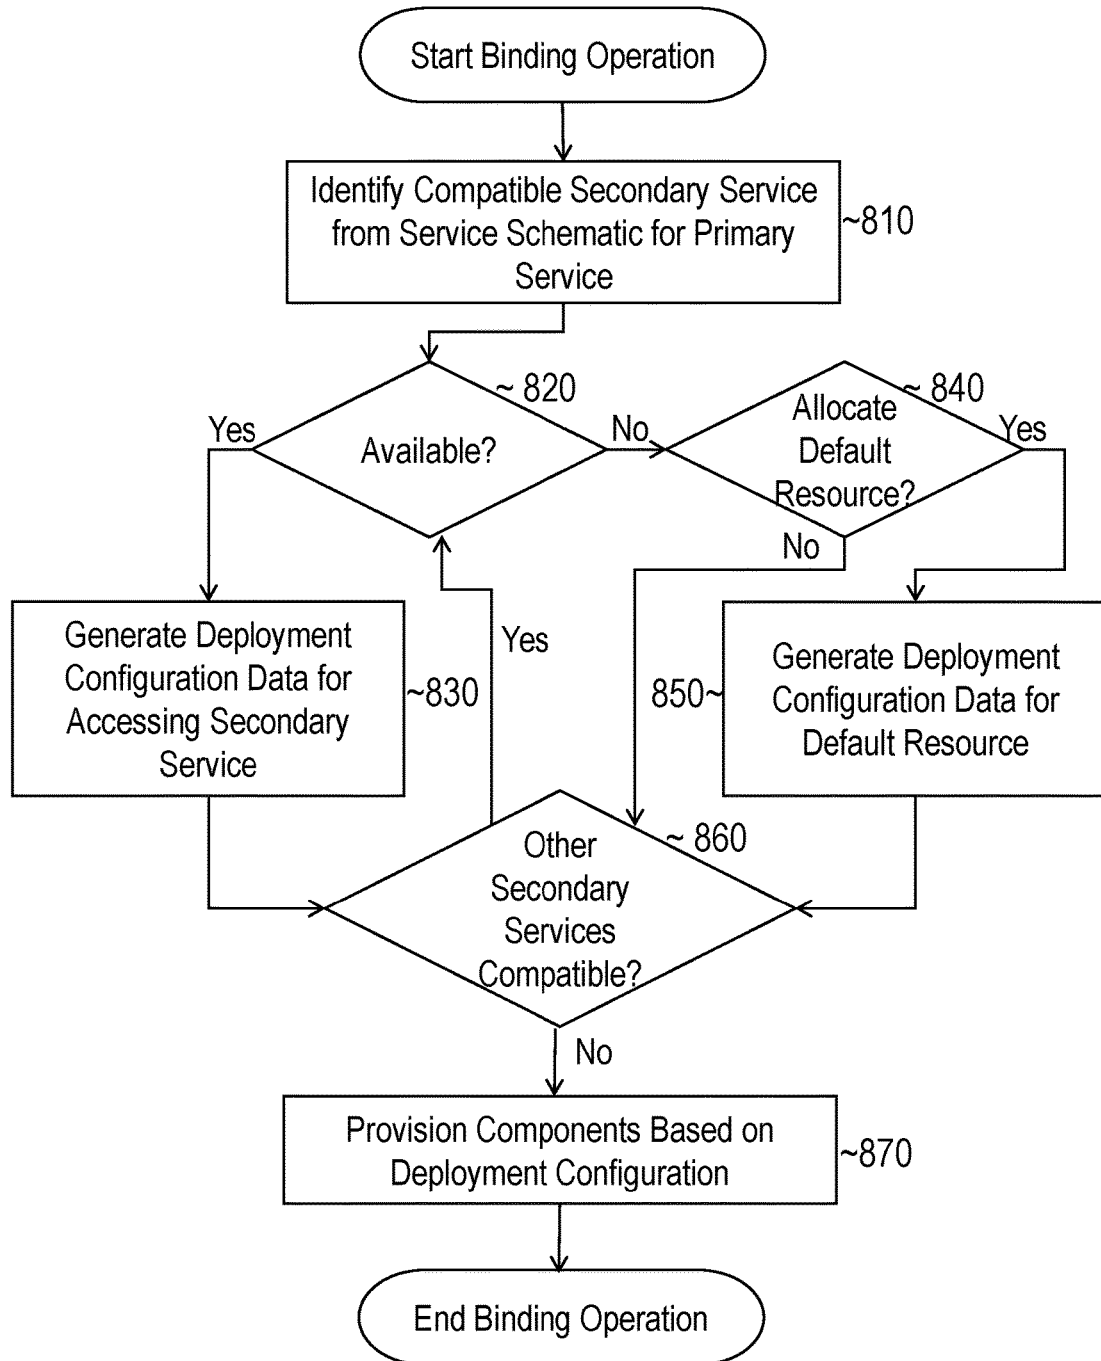 Start Binding Operation
Identify Compatible Secondary Service
from Service Schematic for Primary
Service
~810
~ 820
Available?
Yes
No
~ 840
Allocate
Default
Resource?
Yes
No
Generate Deployment
Configuration Data for
Accessing Secondary
Service
~830
Yes
850~
Generate Deployment
Configuration Data for
Default Resource
~ 860
Other
Secondary
Services
Compatible?
No
Provision Components Based on
Deployment Configuration
~870
End Binding Operation